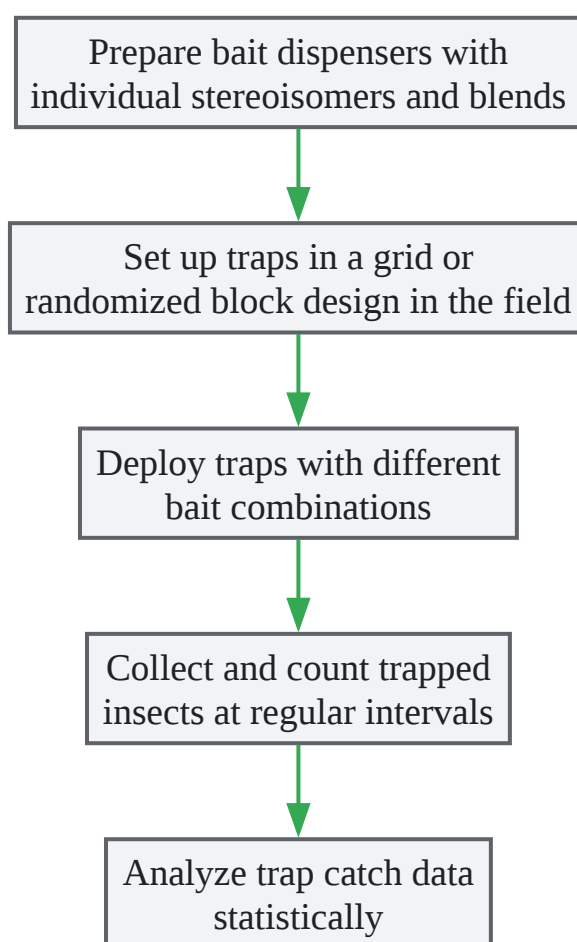 Prepare bait dispensers with
individual stereoisomers and blends
Set up traps in a grid or
randomized block design in the field
Deploy traps with different
bait combinations
Collect and count trapped
insects at regular intervals
Analyze trap catch data
statistically